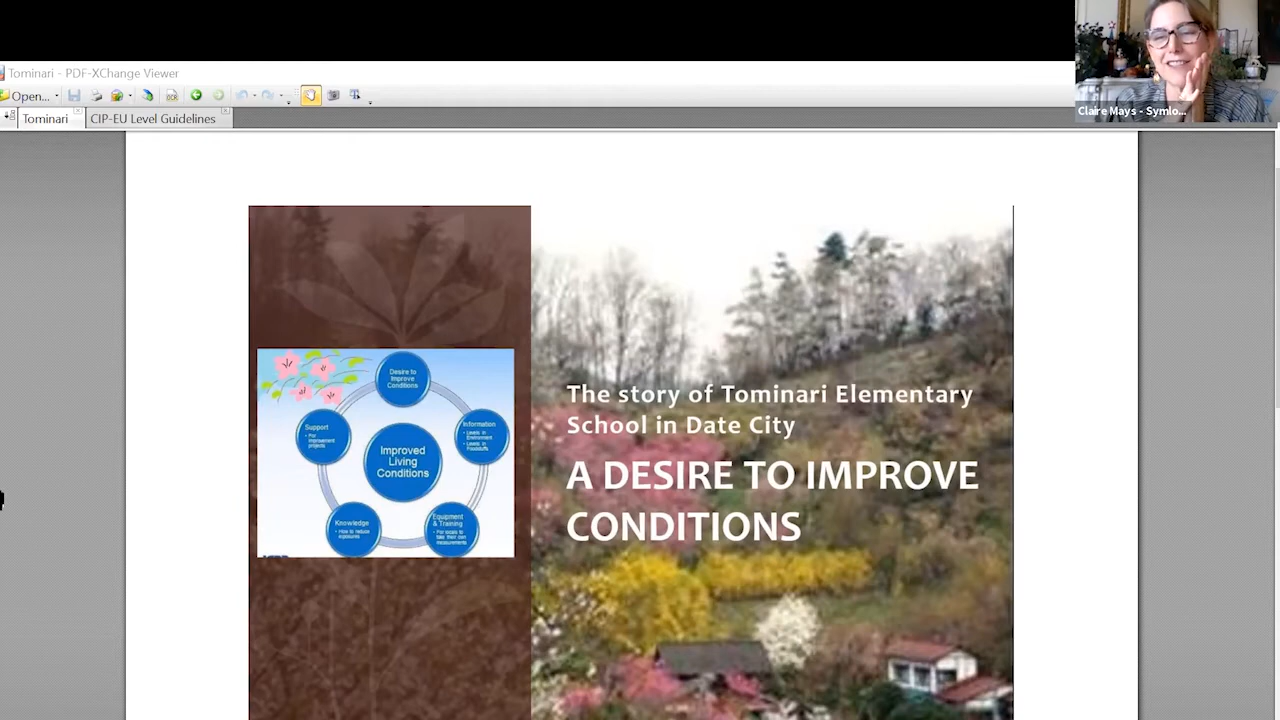 Tominari - PDF-XChange Viewer
Open...
OCR
Tominari
CIP-EU Level Guidelines
Claire Mays - Symlo...
The story of Tominari Elementary
School in Date City
A DESIRE TO IMPROVE
CONDITIONS
Desire to
Improve
Conditions
Support
• For
improvement
projects
Information
• Levels in
Environment
• Levels in
Foodstuffs
Improved
Living
Conditions
Knowledge
• How to reduce
exposures
Equipment
& Training
• For locals to
take their own
measurements